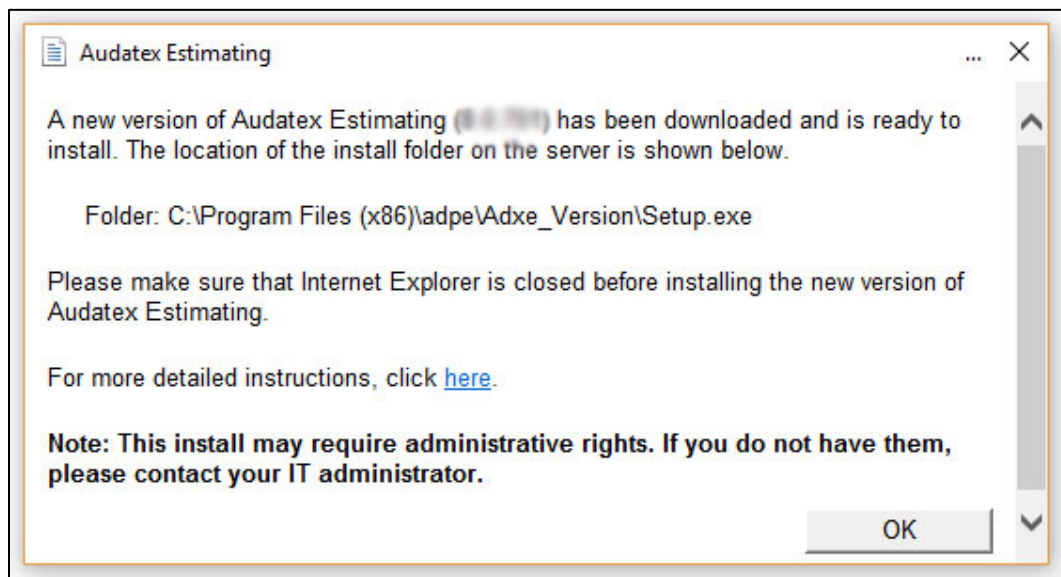 Audatex Estimating
...
A new version of Audatex Estimating ( ) has been downloaded and is ready to
install. The location of the install folder on the server is shown below.
Folder: C:\Program Files (x86)\adpe\Adxe_Version\Setup.exe
Please make sure that Internet Explorer is closed before installing the new version of
Audatex Estimating.
For more detailed instructions, click here.
Note: This install may require administrative rights. If you do not have them,
please contact your IT administrator.
OK